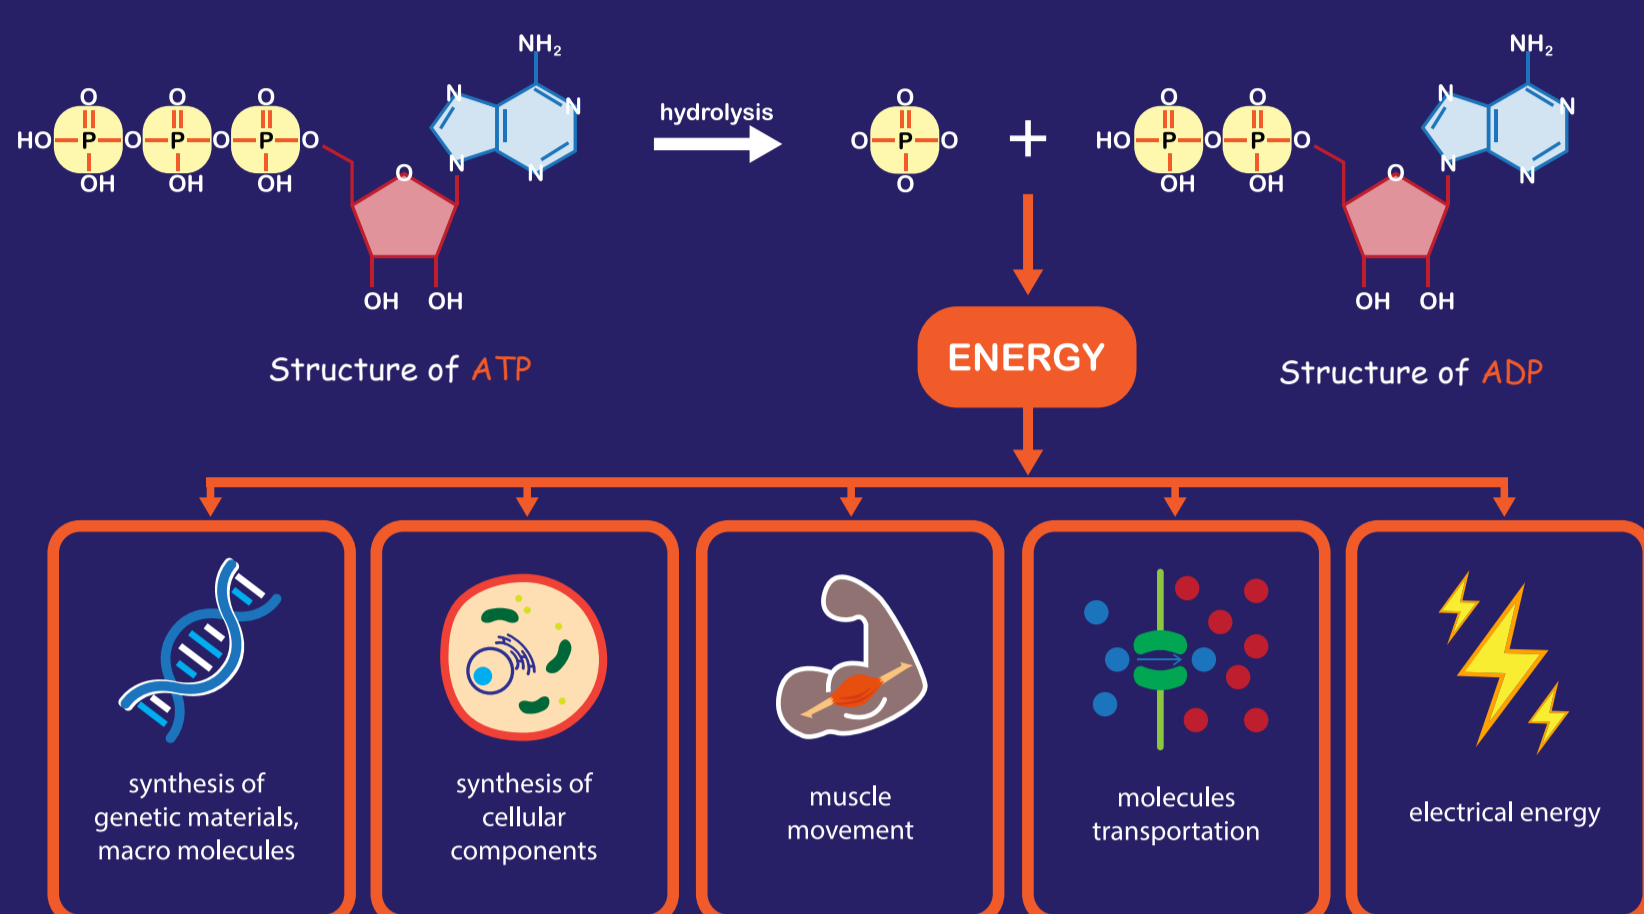 NH2
O O O N N
HO P O P O P O
OH OH OH
N N
O
OH OH
Structure of ATP
hydrolysis
O
O P O
O
+
NH2
O O N N
HO P O P O
OH OH
N N
O
OH OH
Structure of ADP
ENERGY
synthesis of
genetic materials,
macro molecules
synthesis of
cellular
components
muscle
movement
molecules
transportation
electrical energy